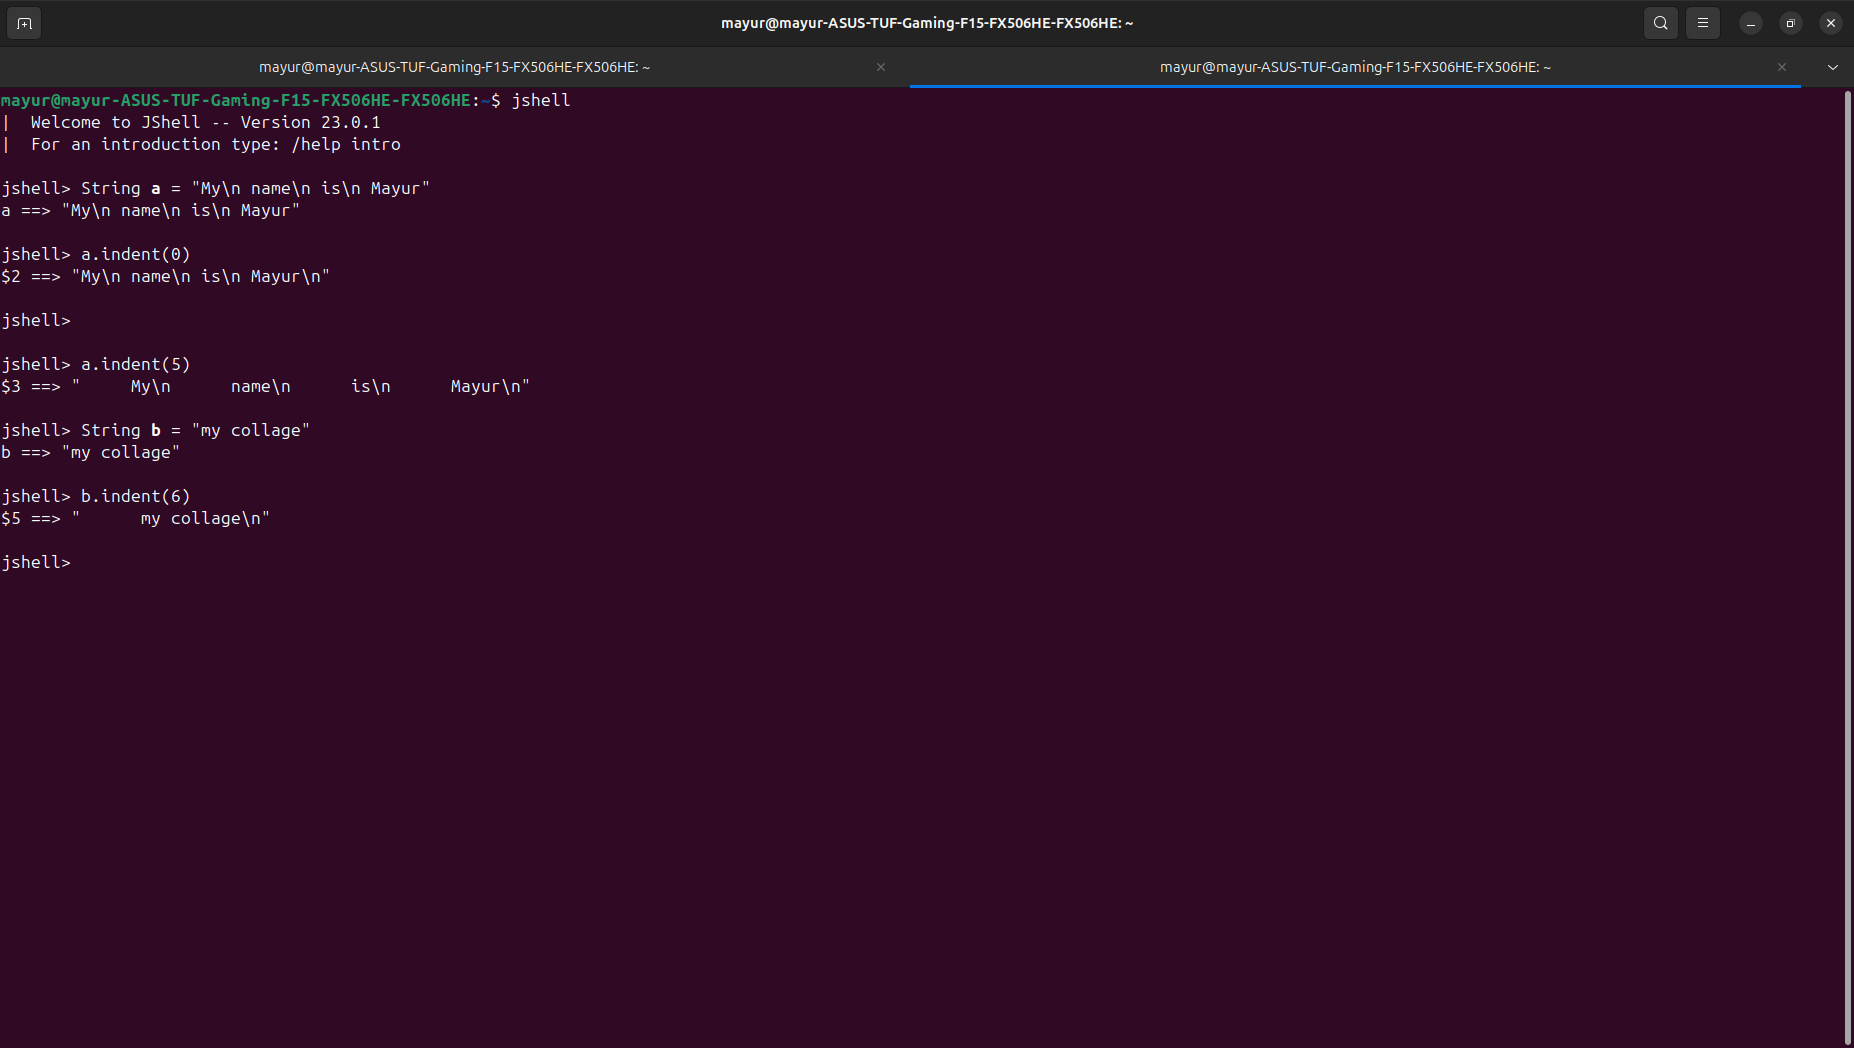 mayur@mayur-ASUS-TUF-Gaming-F15-FX506HE-FX506HE: ~
mayur@mayur-ASUS-TUF-Gaming-F15-FX506HE-FX506HE: ~
mayur@mayur-ASUS-TUF-Gaming-F15-FX506HE-FX506HE: ~
mayur@mayur-ASUS-TUF-Gaming-F15-FX506HE-FX506HE:~$ jshell
|  Welcome to JShell -- Version 23.0.1
|  For an introduction type: /help intro
jshell> String a = "My\n name\n is\n Mayur"
a ==> "My\n name\n is\n Mayur"
jshell> a.indent(0)
$2 ==> "My\n name\n is\n Mayur\n"
jshell>
jshell> a.indent(5)
$3 ==> "     My\n      name\n      is\n      Mayur\n"
jshell> String b = "my collage"
b ==> "my collage"
jshell> b.indent(6)
$5 ==> "      my collage\n"
jshell>